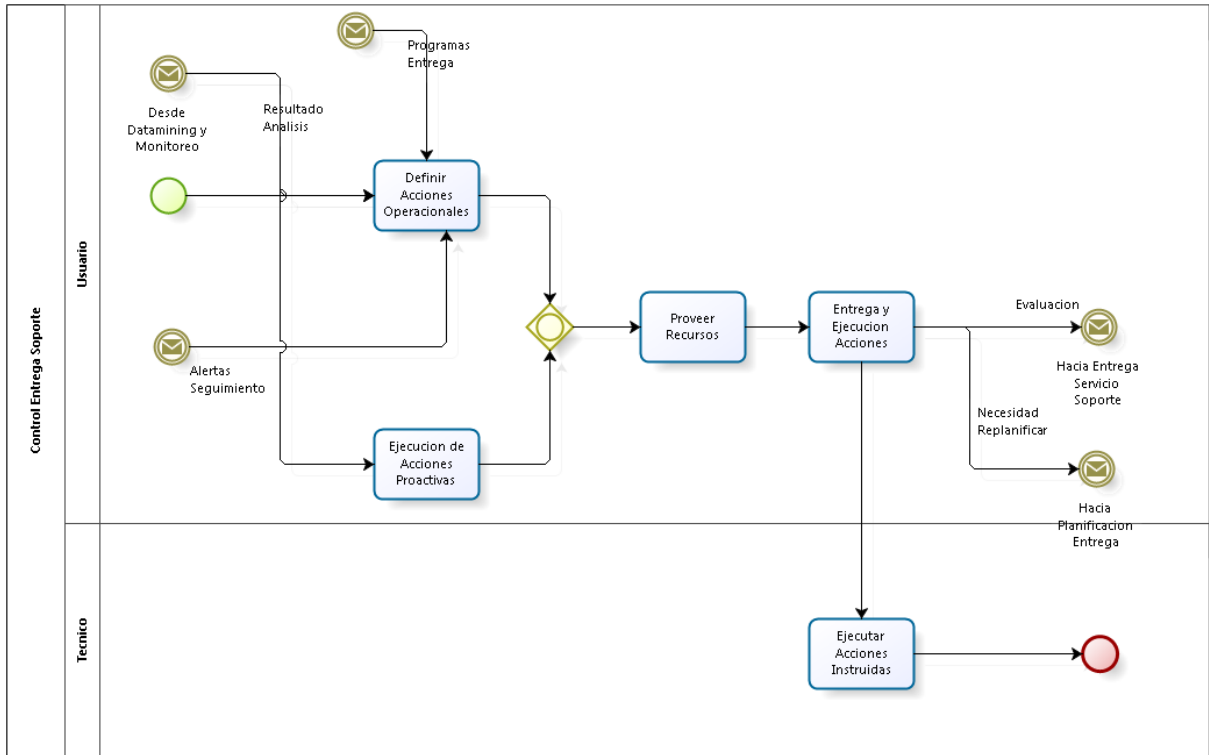 Control Entrega Soporte
Usuario
Programas
Entrega
Desde
Datamining y
Monitoreo
Resultado
Analisis
Definir
Acciones
Operacionales
Alertas
Seguimiento
Ejecucion de
Acciones
Proactivas
Proveer
Recursos
Entrega y
Ejecucion
Acciones
Evaluacion
Hacia Entrega
Servicio
Soporte
Necesidad
Replanificar
Hacia
Planificacion
Entrega
Tecnico
Ejecutar
Acciones
Instruidas